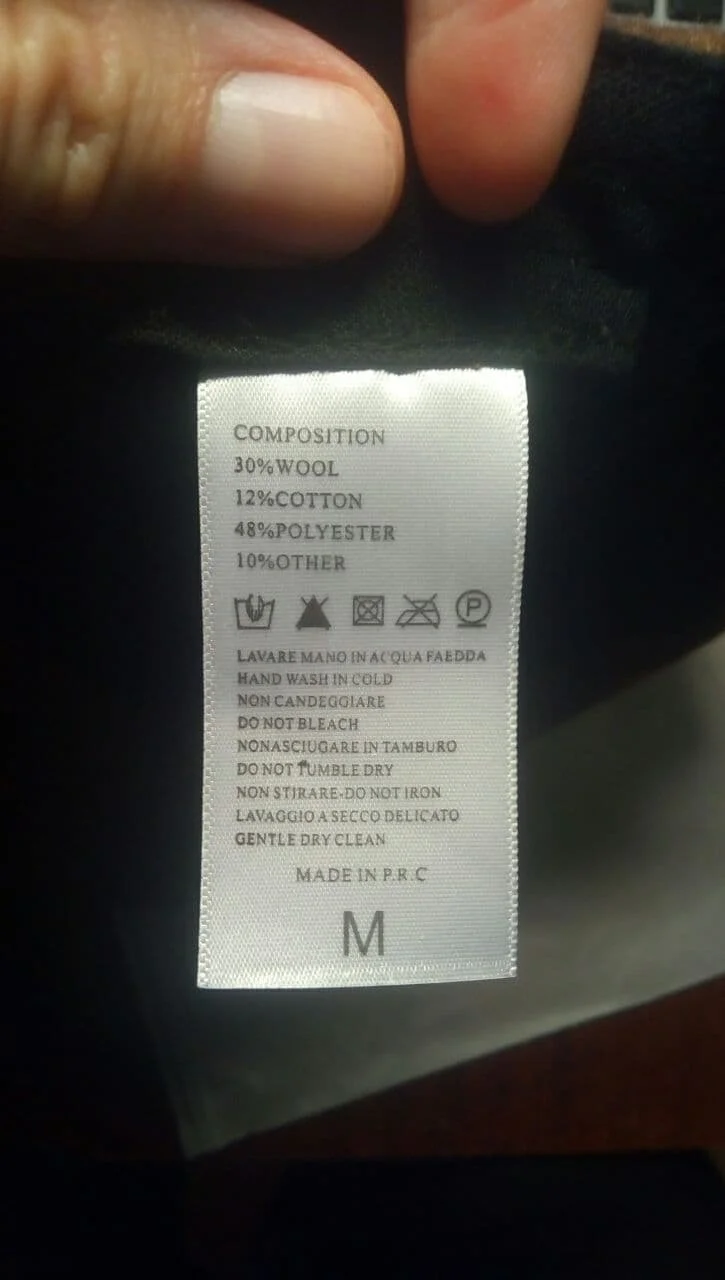 COMPOSITION
30%WOOL
12%COTTON
48%POLYESTER
10%OTHER
P
LAVARE MANO IN ACQUA FAEDDA
HAND WASH IN COLD
NON CANDEGGIARE
DO NOT BLEACH
NONASCIUGARE IN TAMBURO
DO NOT TUMBLE DRY
NON STIRARE-DO NOT IRON
LAVAGGIO A SECCO DELICATO
GENTLE DRY CLEAN
MADE IN P.R.C
M